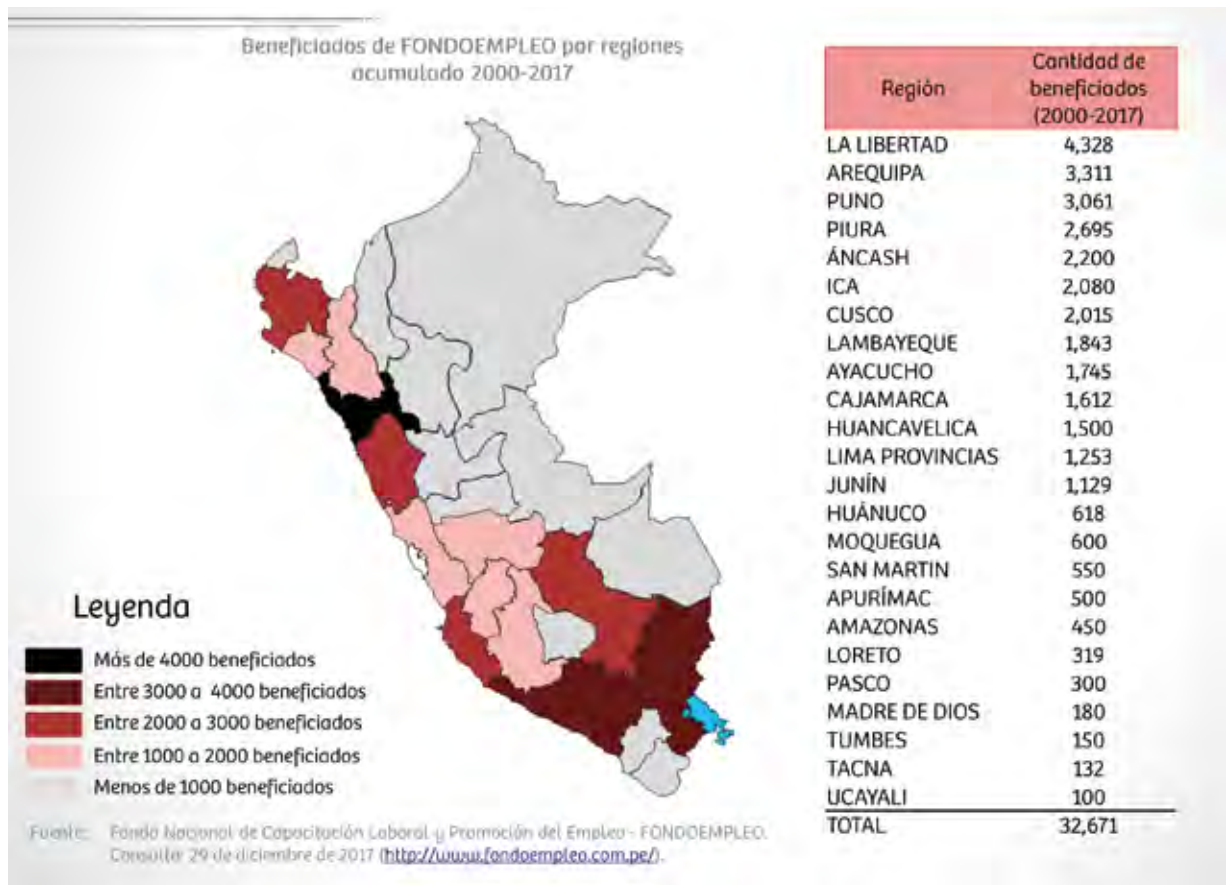 Beneficiados de FONDOEMPLEO por regiones
acumulado 2000-2017
Región
Cantidad de
beneficiados
(2000-2017)
LA LIBERTAD 4,328
AREQUIPA 3,311
PUNO 3,061
PIURA 2,695
ÁNCASH 2,200
ICA 2,080
CUSCO 2,015
LAMBAYEQUE 1,843
AYACUCHO 1,745
CAJAMARCA 1,612
HUANCAVELICA 1,500
LIMA PROVINCIAS 1,253
JUNÍN 1,129
HUÁNUCO 618
MOQUEGUA 600
SAN MARTIN 550
APURÍMAC 500
AMAZONAS 450
LORETO 319
PASCO 300
MADRE DE DIOS 180
TUMBES 150
TACNA 132
UCAYALI 100
TOTAL 32,671
Leyenda
Más de 4000 beneficiados
Entre 3000 a 4000 beneficiados
Entre 2000 a 3000 beneficiados
Entre 1000 a 2000 beneficiados
Menos de 1000 beneficiados
Fuente: Fondo Nacional de Capacitación Laboral y Promoción del Empleo - FONDOEMPLEO.
Consulta: 29 de diciembre de 2017 (http://www.fondoempleo.com.pe/).